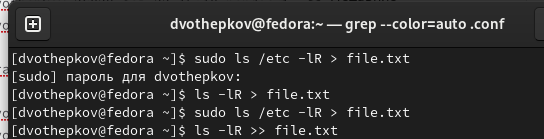 dvothepkov@fedora:~ — grep --color=auto .conf
[dvothepkov@fedora ~]$ sudo ls /etc -lR > file.txt
[sudo] пароль для dvothepkov:
[dvothepkov@fedora ~]$ ls -lR > file.txt
[dvothepkov@fedora ~]$ sudo ls /etc -lR > file.txt
[dvothepkov@fedora ~]$ ls -lR >> file.txt